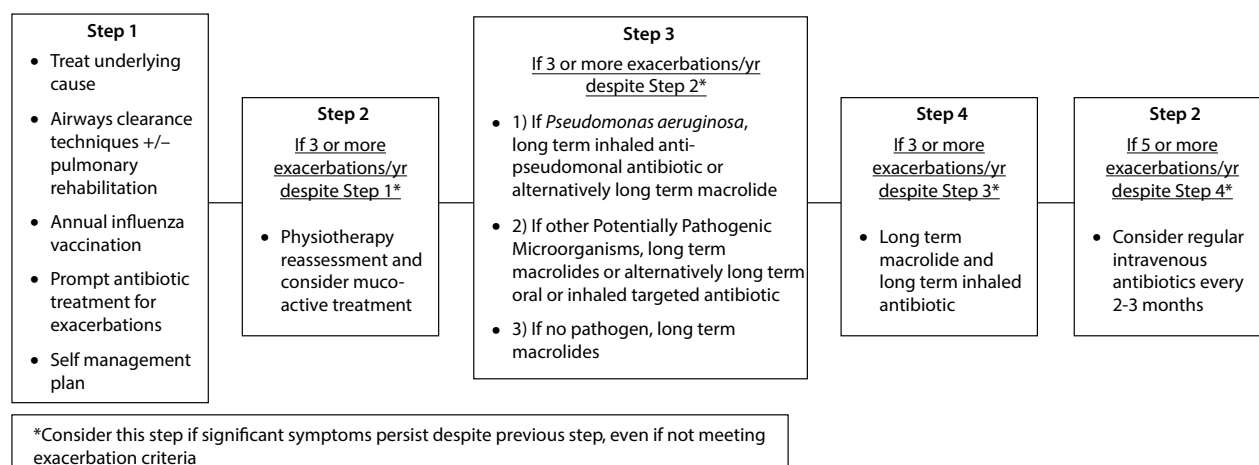 Step 1
• Treat underlying
cause
• Airways clearance
techniques +/–
pulmonary
rehabilitation
• Annual influenza
vaccination
• Prompt antibiotic
treatment for
exacerbations
• Self management
plan
Step 2
If 3 or more
exacerbations/yr
despite Step 1*
• Physiotherapy
reassessment and
consider muco-
active treatment
Step 3
If 3 or more exacerbations/yr
despite Step 2*
• 1) If Pseudomonas aeruginosa,
long term inhaled anti-
pseudomonal antibiotic or
alternatively long term macrolide
• 2) If other Potentially Pathogenic
Microorganisms, long term
macrolides or alternatively long term
oral or inhaled targeted antibiotic
• 3) If no pathogen, long term
macrolides
Step 4
If 3 or more
exacerbations/yr
despite Step 3*
• Long term
macrolide and
long term inhaled
antibiotic
Step 2
If 5 or more
exacerbations/yr
despite Step 4*
• Consider regular
intravenous
antibiotics every
2-3 months
*Consider this step if significant symptoms persist despite previous step, even if not meeting
exacerbation criteria